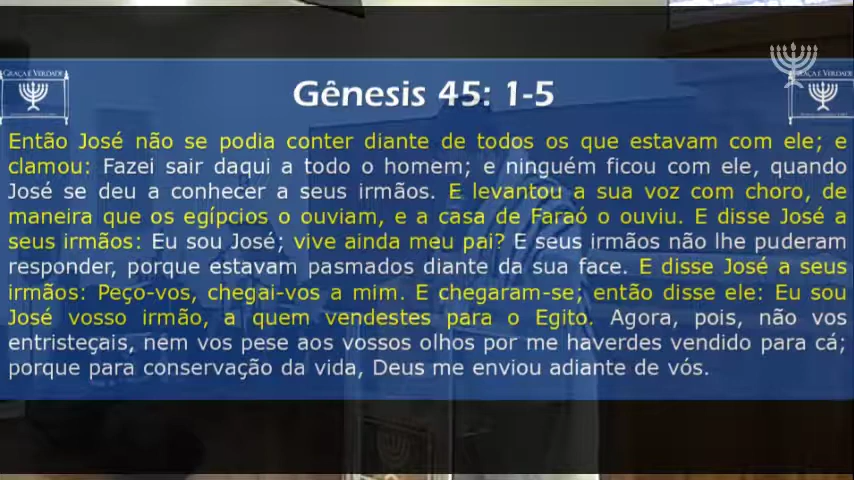 GRAÇA E VERDADE
GRAÇA E VERDADE
Gênesis 45: 1-5
Então José não se podia conter diante de todos os que estavam com ele; e
clamou: Fazei sair daqui a todo o homem; e ninguém ficou com ele, quando
José se deu a conhecer a seus irmãos. E levantou a sua voz com choro, de
maneira que os egípcios o ouviam, e a casa de Faraó o ouviu. E disse José a
seus irmãos: Eu sou José; vive ainda meu pai? E seus irmãos não lhe puderam
responder, porque estavam pasmados diante da sua face. E disse José a seus
irmãos: Peço-vos, chegai-vos a mim. E chegaram-se; então disse ele: Eu sou
José vosso irmão, a quem vendestes para o Egito. Agora, pois, não vos
entristeçais, nem vos pese aos vossos olhos por me haverdes vendido para cá;
porque para conservação da vida, Deus me enviou adiante de vós.